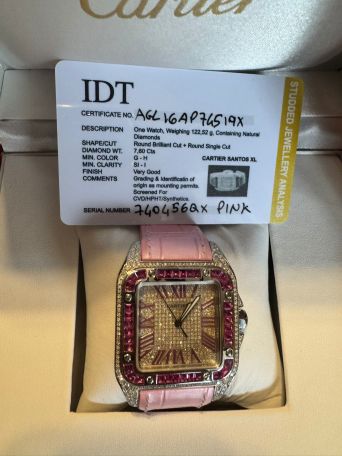 Cartier
IDT
CERTIFICATE NO. AGL16AP74519X
DESCRIPTION One Watch, Weighing 122,52 g, Containing Natural Diamonds
SHAPE/CUT Round Brilliant Cut + Round Single Cut
DIAMOND WT. 7,60 Cts
MIN. COLOR G - H CARTIER SANTOS XL
MIN. CLARITY SI - I
FINISH Very Good
COMMENTS Grading & Identification of origin as mounting permits. Screened For CVD/HPHT/Synthetics.
SERIAL NUMBER 740456QX PINK
STUDDED JEWELLERY ANALYSIS